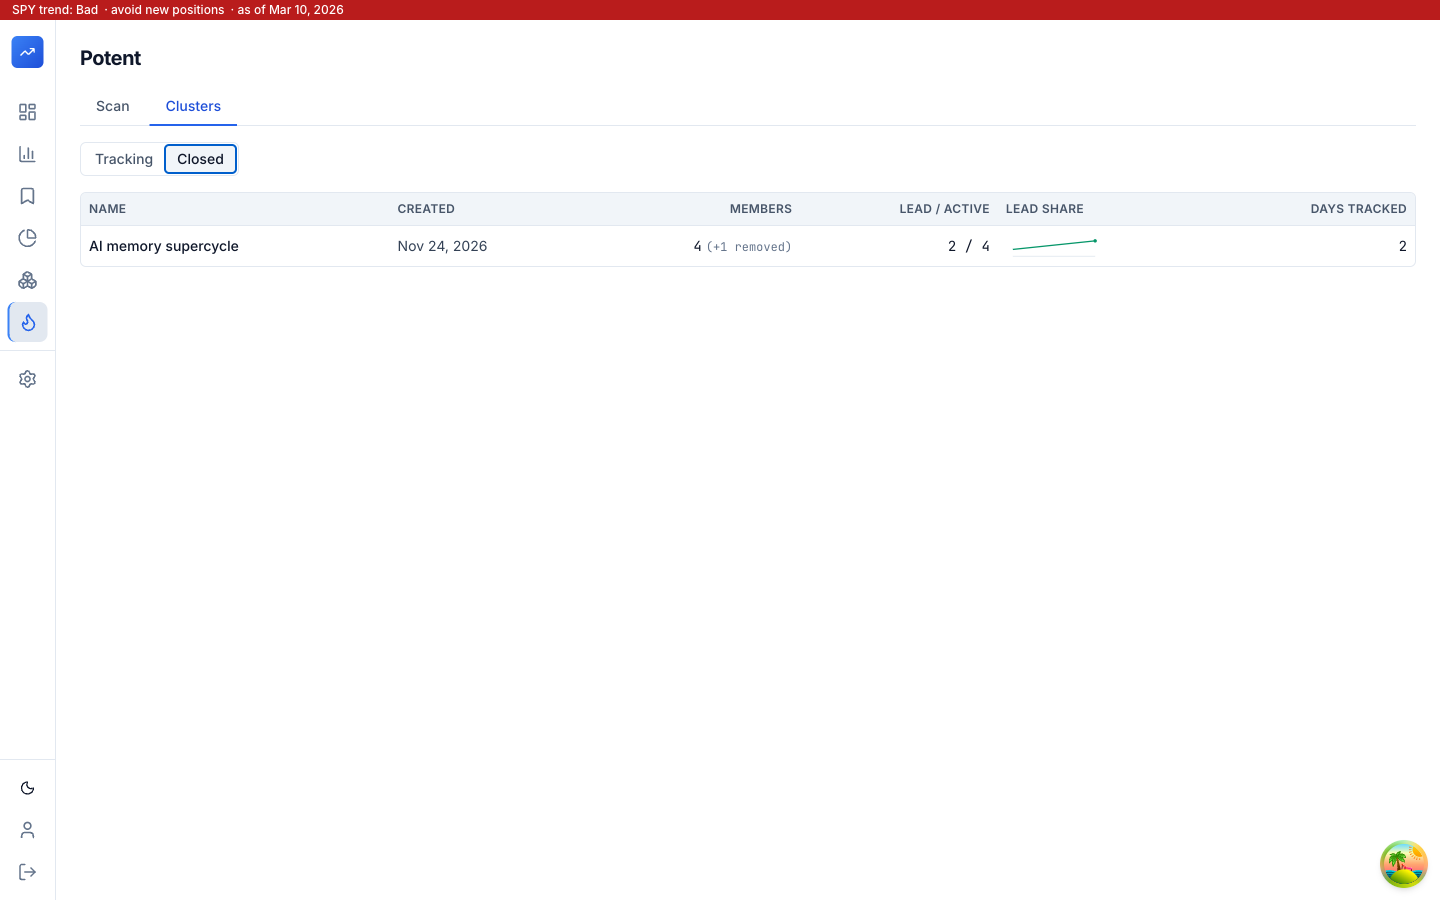 SPY trend: Bad · avoid new positions · as of Mar 10, 2026
Potent
Scan Clusters
Tracking Closed
NAME CREATED MEMBERS LEAD / ACTIVE LEAD SHARE DAYS TRACKED
AI memory supercycle Nov 24, 2026 4 (+1 removed) 2 / 4 2